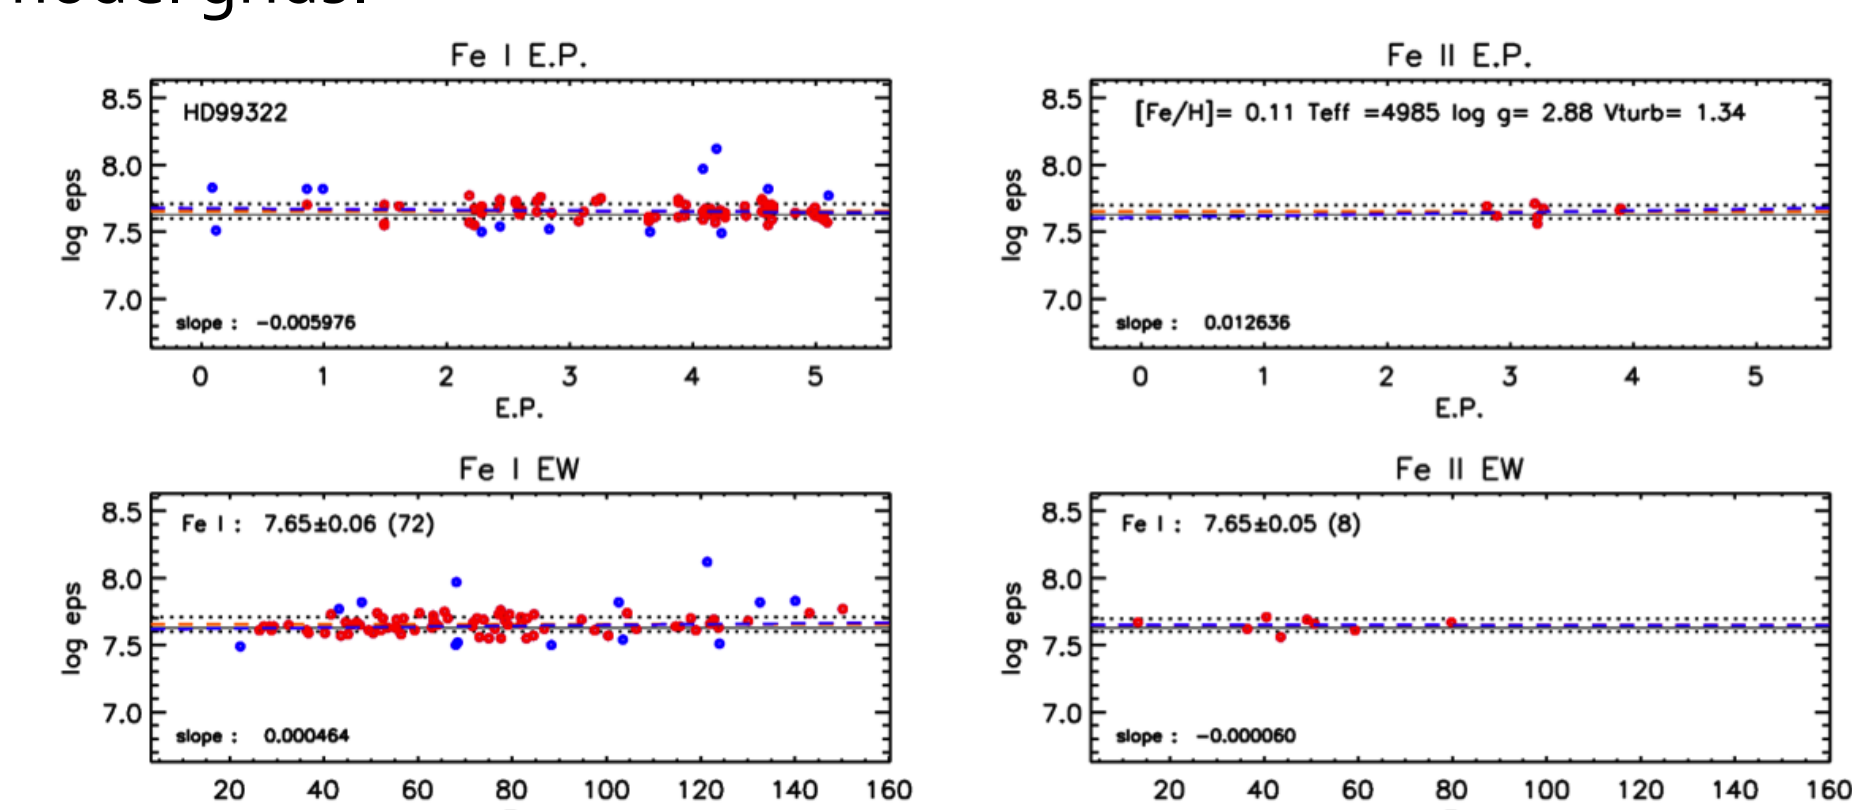 model grids.
Fe I E.P.
HD99322
log eps
8.5
8.0
7.5
7.0
slope : -0.005976
0 1 2 3 4 5
E.P.
Fe II E.P.
[Fe/H]= 0.11 Teff =4985 log g= 2.88 Vturb= 1.34
log eps
8.5
8.0
7.5
7.0
slope : 0.012636
0 1 2 3 4 5
E.P.
Fe I EW
Fe I : 7.65±0.06 (72)
log eps
8.5
8.0
7.5
7.0
slope : 0.000464
20 40 60 80 100 120 140 160
Fe II EW
Fe I : 7.65±0.05 (8)
log eps
8.5
8.0
7.5
7.0
slope : -0.000060
20 40 60 80 100 120 140 160